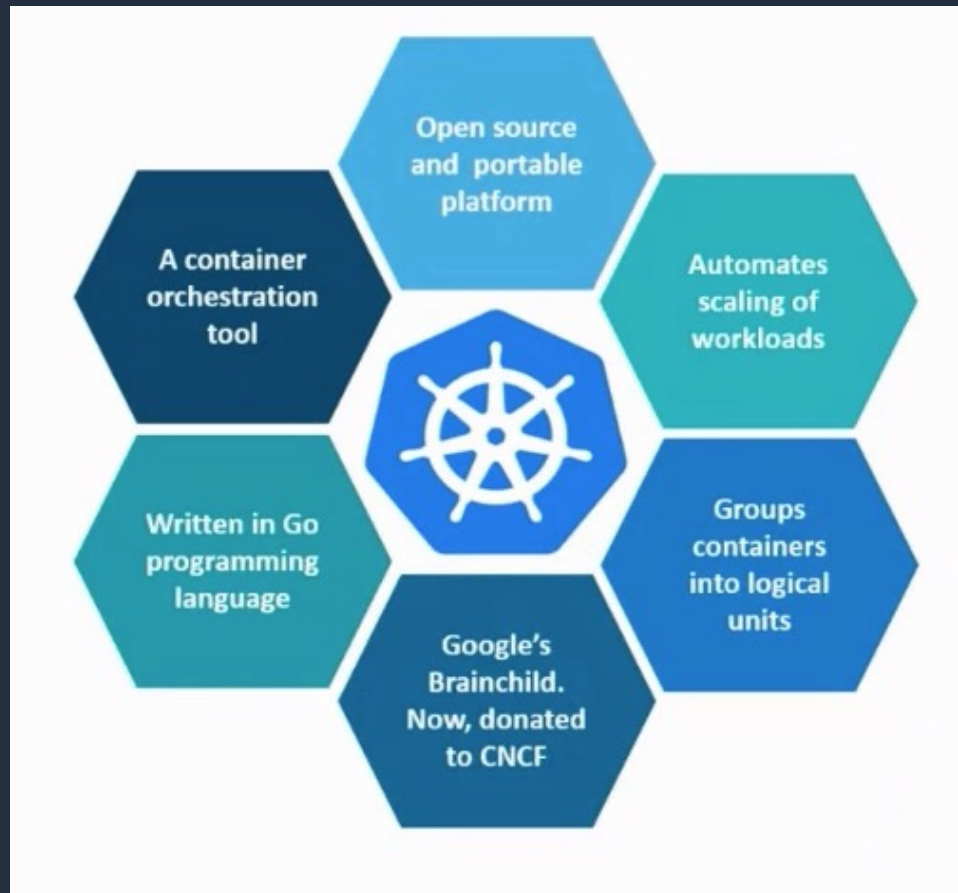 Open source
and portable
platform
A container
orchestration
tool
Automates
scaling of
workloads
Written in Go
programming
language
Groups
containers
into logical
units
Google’s
Brainchild.
Now, donated
to CNCF